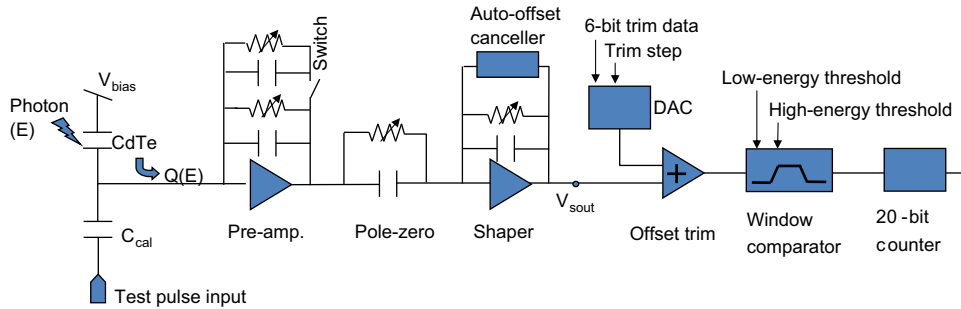 Auto-offset
canceller
6-bit trim data
Trim step
Switch
V_bias
Low-energy threshold
Photon
(E)
DAC
High-energy threshold
CdTe
Q(E)
V_sout
C_cal
Pre-amp.
Pole-zero
Shaper
Offset trim
Window
comparator
20-bit
counter
Test pulse input